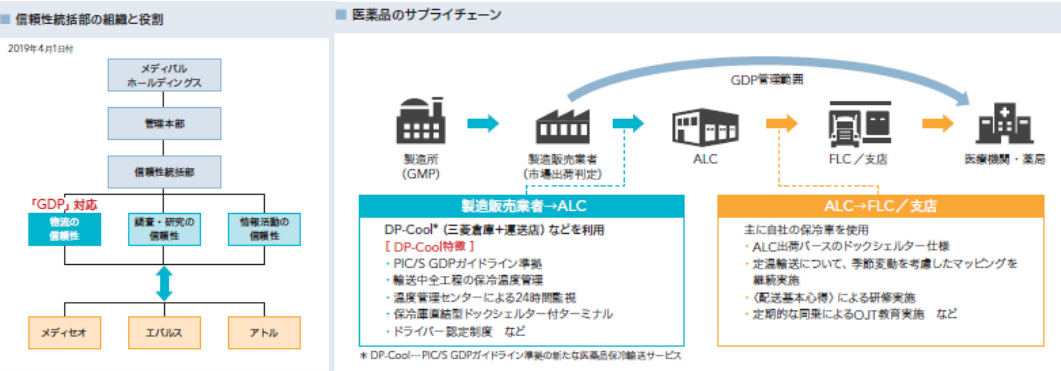 ■ 信頼性統括部の組織と役割
2019年4月1日付
メディパル
ホールディングス
管理本部
信頼性統括部
「GDP」対応
物流の
信頼性
調査・研究の
信頼性
情報活動の
信頼性
メディセオ
エバルス
アトル
■ 医薬品のサプライチェーン
GDP管理範囲
製造所
(GMP)
製造販売業者
(市場出荷判定)
ALC
FLC／支店
医療機関・薬局
製造販売業者→ALC
DP-Cool*（三菱倉庫+運送店）などを利用
[ DP-Cool特徴 ]
・PIC/S GDPガイドライン準拠
・輸送中全工程の保冷温度管理
・温度管理センターによる24時間監視
・保冷庫直結型ドックシェルター付ターミナル
・ドライバー認定制度 など
ALC→FLC／支店
主に自社の保冷車を使用
・ALC出荷バースのドックシェルター仕様
・定温輸送について、季節変動を考慮したマッピングを
継続実施
・〈配送基本心得〉による研修実施
・定期的な同乗によるOJT教育実施 など
* DP-Cool…PIC/S GDPガイドライン準拠の新たな医薬品保冷輸送サービス